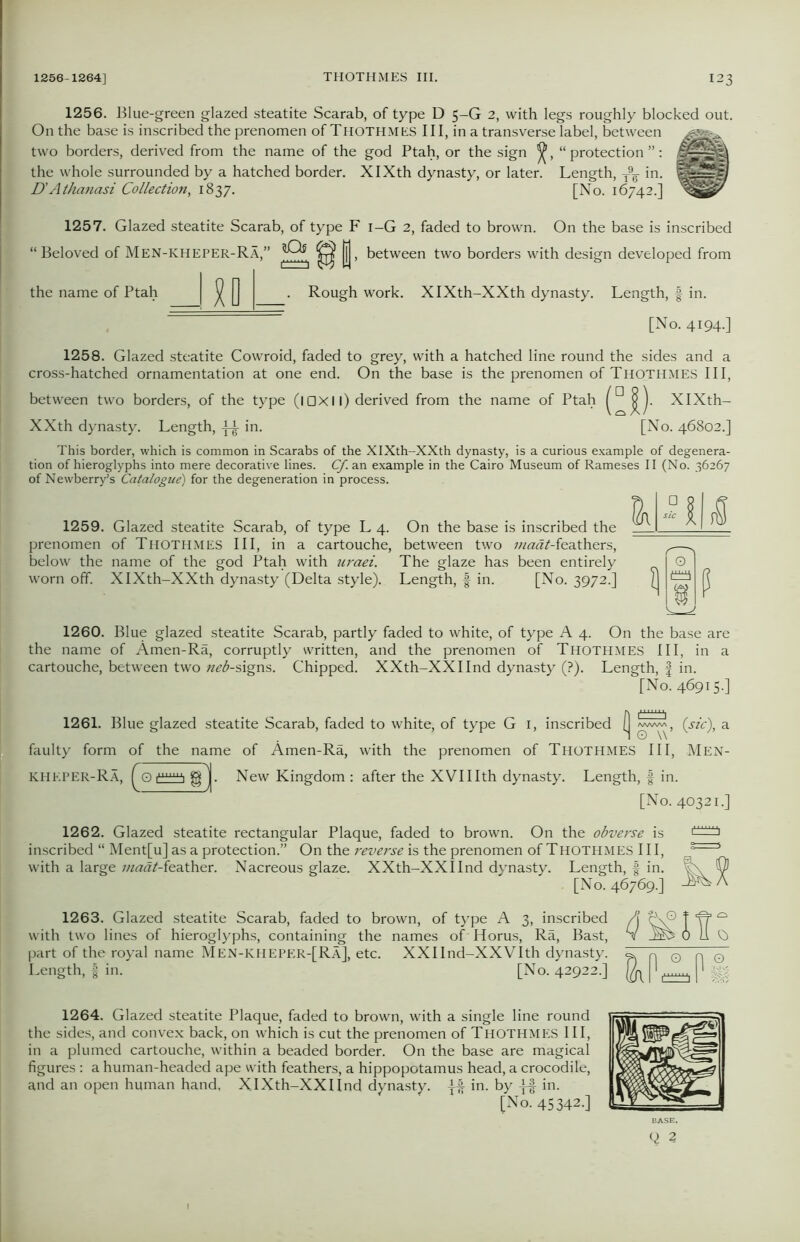 1256-1264] THOTHMES III. 123
1256. Blue-green glazed steatite Scarab, of type D 5–G 2, with legs roughly blocked out.
On the base is inscribed the prenomen of THOTHMES III, in a transverse label, between
two borders, derived from the name of the god Ptaḥ, or the sign , “ protection ” :
the whole surrounded by a hatched border. XIXth dynasty, or later. Length, 9/16 in.
D'Athanasi Collection, 1837. [No. 16742.]
1257. Glazed steatite Scarab, of type F 1–G 2, faded to brown. On the base is inscribed
“ Beloved of MEN-KHEPER-RĀ,” , between two borders with design developed from
the name of Ptaḥ . Rough work. XIXth–XXth dynasty. Length, 5/8 in.
[No. 4194.]
1258. Glazed steatite Cowroid, faded to grey, with a hatched line round the sides and a
cross-hatched ornamentation at one end. On the base is the prenomen of THOTHMES III,
between two borders, of the type (I□XII) derived from the name of Ptaḥ . XIXth–
XXth dynasty. Length, 11/16 in. [No. 46802.]
This border, which is common in Scarabs of the XIXth–XXth dynasty, is a curious example of degenera-
tion of hieroglyphs into mere decorative lines. Cf. an example in the Cairo Museum of Rameses II (No. 36267
of Newberry's Catalogue) for the degeneration in process.
1259. Glazed steatite Scarab, of type L 4. On the base is inscribed the
sic
prenomen of THOTHMES III, in a cartouche, between two maāt-feathers,
below the name of the god Ptaḥ with uraei. The glaze has been entirely
worn off. XIXth–XXth dynasty (Delta style). Length, 5/8 in. [No. 3972.]
1260. Blue glazed steatite Scarab, partly faded to white, of type A 4. On the base are
the name of Åmen-Rā, corruptly written, and the prenomen of THOTHMES III, in a
cartouche, between two neb-signs. Chipped. XXth–XXIInd dynasty (?). Length, 3/4 in.
[No. 46915.]
1261. Blue glazed steatite Scarab, faded to white, of type G 1, inscribed , (sic), a
faulty form of the name of Åmen-Rā, with the prenomen of THOTHMES III, MEN-
KHEPER-RĀ, . New Kingdom : after the XVIIIth dynasty. Length, 5/8 in.
[No. 40321.]
1262. Glazed steatite rectangular Plaque, faded to brown. On the obverse is
inscribed “ Ment[u] as a protection.” On the reverse is the prenomen of THOTHMES III,
with a large maāt-feather. Nacreous glaze. XXth–XXIInd dynasty. Length, 5/8 in.
[No. 46769.]
1263. Glazed steatite Scarab, faded to brown, of type A 3, inscribed
with two lines of hieroglyphs, containing the names of Horus, Rā, Bast,
part of the royal name MEN-KHEPER-[RĀ], etc. XXIInd–XXVIth dynasty.
Length, 5/8 in. [No. 42922.]
1264. Glazed steatite Plaque, faded to brown, with a single line round
the sides, and convex back, on which is cut the prenomen of THOTHMES III,
in a plumed cartouche, within a beaded border. On the base are magical
figures : a human-headed ape with feathers, a hippopotamus head, a crocodile,
and an open human hand. XIXth–XXIInd dynasty. in. by in.
[No. 45342.]
BASE.
Q 2